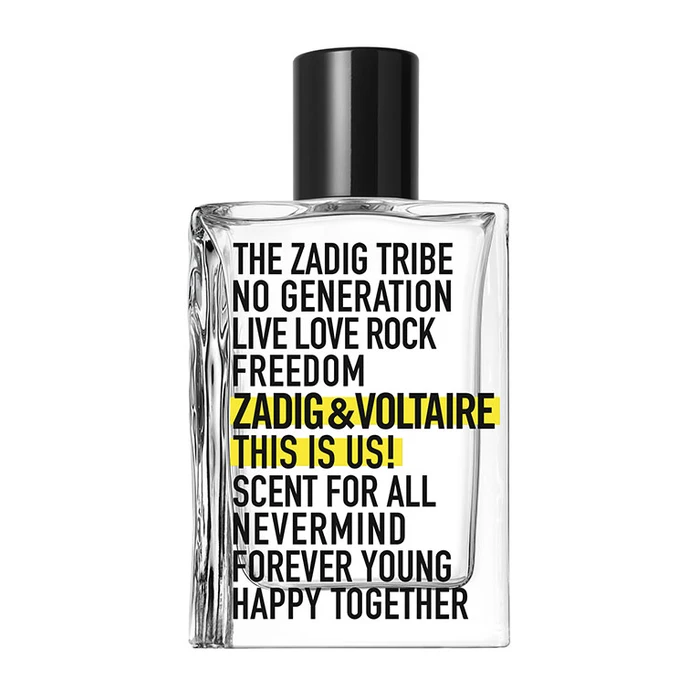 THE ZADIG TRIBE
NO GENERATION
LIVE LOVE ROCK
FREEDOM
ZADIG&VOLTAIRE
THIS IS US!
SCENT FOR ALL
NEVERMIND
FOREVER YOUNG
HAPPY TOGETHER